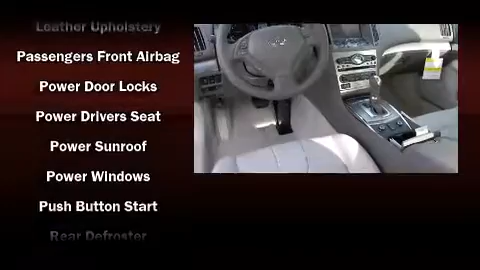 Leather Upholstery
Passengers Front Airbag
Power Door Locks
Power Drivers Seat
Power Sunroof
Power Windows
Push Button Start
Rear Defroster